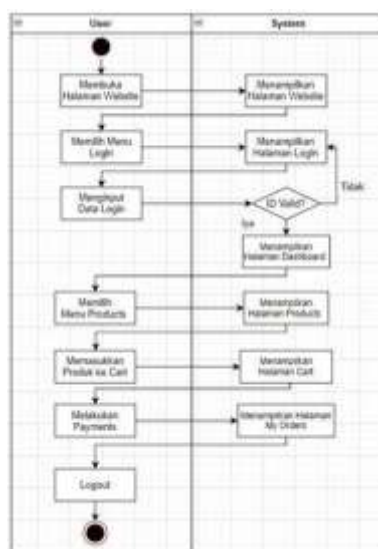 User
System
Membuka
Halaman Website
Menampilkan
Halaman Website
Memilih Menu
Login
Menampilkan
Halaman Login
Menginput
Data Login
ID Valid?
Tidak
Iya
Menampilkan
Halaman Dashboard
Memilih
Menu Products
Menampilkan
Halaman Products
Memasukkan
Produk ke Cart
Halaman Cart
Melakukan
Payments
Menampilkan Halaman
My Orders
Logout